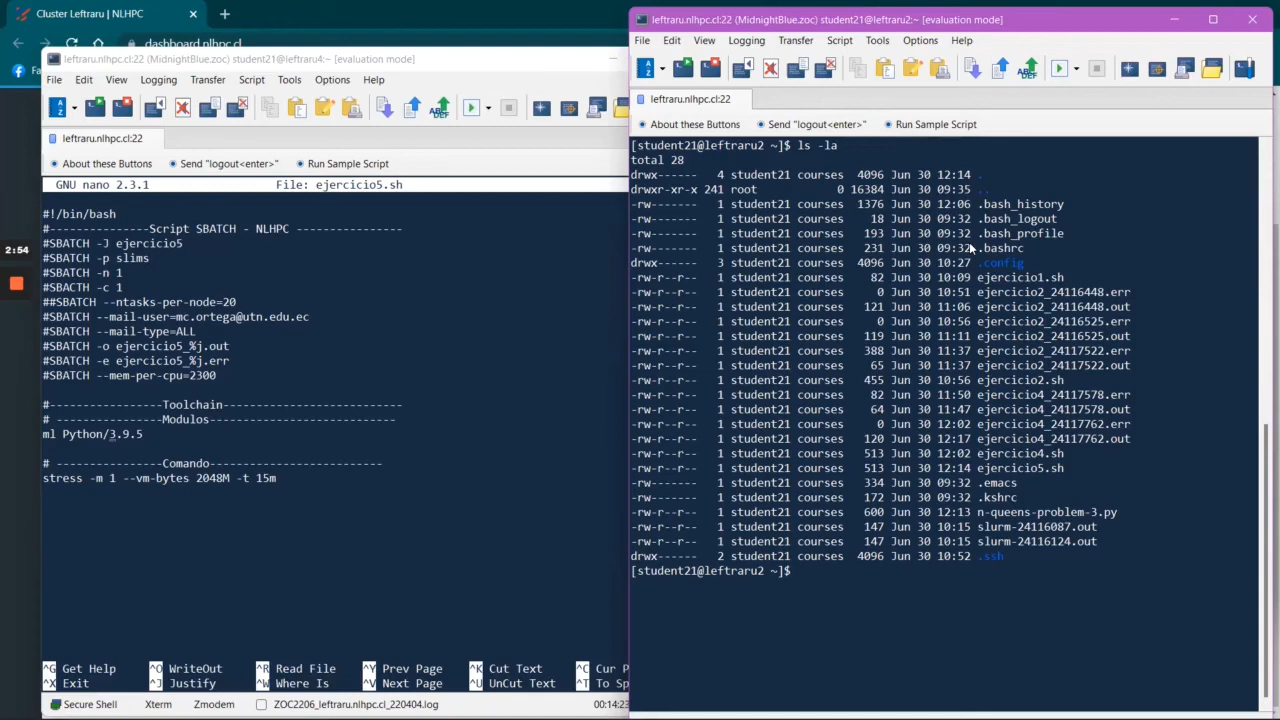 Cluster Leftraru | NLHPC
dashboard.nlhpc.cl
Fa
2:54
leftraru.nlhpc.cl:22 (MidnightBlue.zoc) student21@leftraru4:~ [evaluation mode]
File Edit View Logging Transfer Script Tools Options Help
leftraru.nlhpc.cl:22
About these Buttons Send "logout<enter>" Run Sample Script
GNU nano 2.3.1 File: ejercicio5.sh
#!/bin/bash
#---------------Script SBATCH - NLHPC ----------------
#SBATCH -J ejercicio5
#SBATCH -p slims
#SBATCH -n 1
#SBACTH -c 1
##SBATCH --ntasks-per-node=20
#SBATCH --mail-user=mc.ortega@utn.edu.ec
#SBATCH --mail-type=ALL
#SBATCH -o ejercicio5_%j.out
#SBATCH -e ejercicio5_%j.err
#SBATCH --mem-per-cpu=2300
#-----------------Toolchain---------------------------
# ----------------Modulos----------------------------
ml Python/3.9.5
# ----------------Comando--------------------------
stress -m 1 --vm-bytes 2048M -t 15m
^G Get Help ^O WriteOut ^R Read File ^Y Prev Page ^K Cut Text ^C Cur P
^X Exit ^J Justify ^W Where Is ^V Next Page ^U UnCut Text ^T To Sp
Secure Shell Xterm Zmodem ZOC2206_leftraru.nlhpc.cl_220404.log 00:14:23
leftraru.nlhpc.cl:22 (MidnightBlue.zoc) student21@leftraru2:~ [evaluation mode]
File Edit View Logging Transfer Script Tools Options Help
leftraru.nlhpc.cl:22
About these Buttons Send "logout<enter>" Run Sample Script
[student21@leftraru2 ~]$ ls -la
total 28
drwx------ 4 student21 courses 4096 Jun 30 12:14 .
drwxr-xr-x 241 root 0 16384 Jun 30 09:35 ..
-rw------- 1 student21 courses 1376 Jun 30 12:06 .bash_history
-rw------- 1 student21 courses 18 Jun 30 09:32 .bash_logout
-rw------- 1 student21 courses 193 Jun 30 09:32 .bash_profile
-rw------- 1 student21 courses 231 Jun 30 09:32 .bashrc
drwx------ 3 student21 courses 4096 Jun 30 10:27 .config
-rw-r--r-- 1 student21 courses 82 Jun 30 10:09 ejercicio1.sh
-rw-r--r-- 1 student21 courses 0 Jun 30 10:51 ejercicio2_24116448.err
-rw-r--r-- 1 student21 courses 121 Jun 30 11:06 ejercicio2_24116448.out
-rw-r--r-- 1 student21 courses 0 Jun 30 10:56 ejercicio2_24116525.err
-rw-r--r-- 1 student21 courses 119 Jun 30 11:11 ejercicio2_24116525.out
-rw-r--r-- 1 student21 courses 388 Jun 30 11:37 ejercicio2_24117522.err
-rw-r--r-- 1 student21 courses 65 Jun 30 11:37 ejercicio2_24117522.out
-rw-r--r-- 1 student21 courses 455 Jun 30 10:56 ejercicio2.sh
-rw-r--r-- 1 student21 courses 82 Jun 30 11:50 ejercicio4_24117578.err
-rw-r--r-- 1 student21 courses 64 Jun 30 11:47 ejercicio4_24117578.out
-rw-r--r-- 1 student21 courses 0 Jun 30 12:02 ejercicio4_24117762.err
-rw-r--r-- 1 student21 courses 120 Jun 30 12:17 ejercicio4_24117762.out
-rw-r--r-- 1 student21 courses 513 Jun 30 12:02 ejercicio4.sh
-rw-r--r-- 1 student21 courses 513 Jun 30 12:14 ejercicio5.sh
-rw------- 1 student21 courses 334 Jun 30 09:32 .emacs
-rw------- 1 student21 courses 172 Jun 30 09:32 .kshrc
-rw-r--r-- 1 student21 courses 600 Jun 30 12:13 n-queens-problem-3.py
-rw-r--r-- 1 student21 courses 147 Jun 30 10:15 slurm-24116087.out
-rw-r--r-- 1 student21 courses 147 Jun 30 10:15 slurm-24116124.out
drwx------ 2 student21 courses 4096 Jun 30 10:52 .ssh
[student21@leftraru2 ~]$